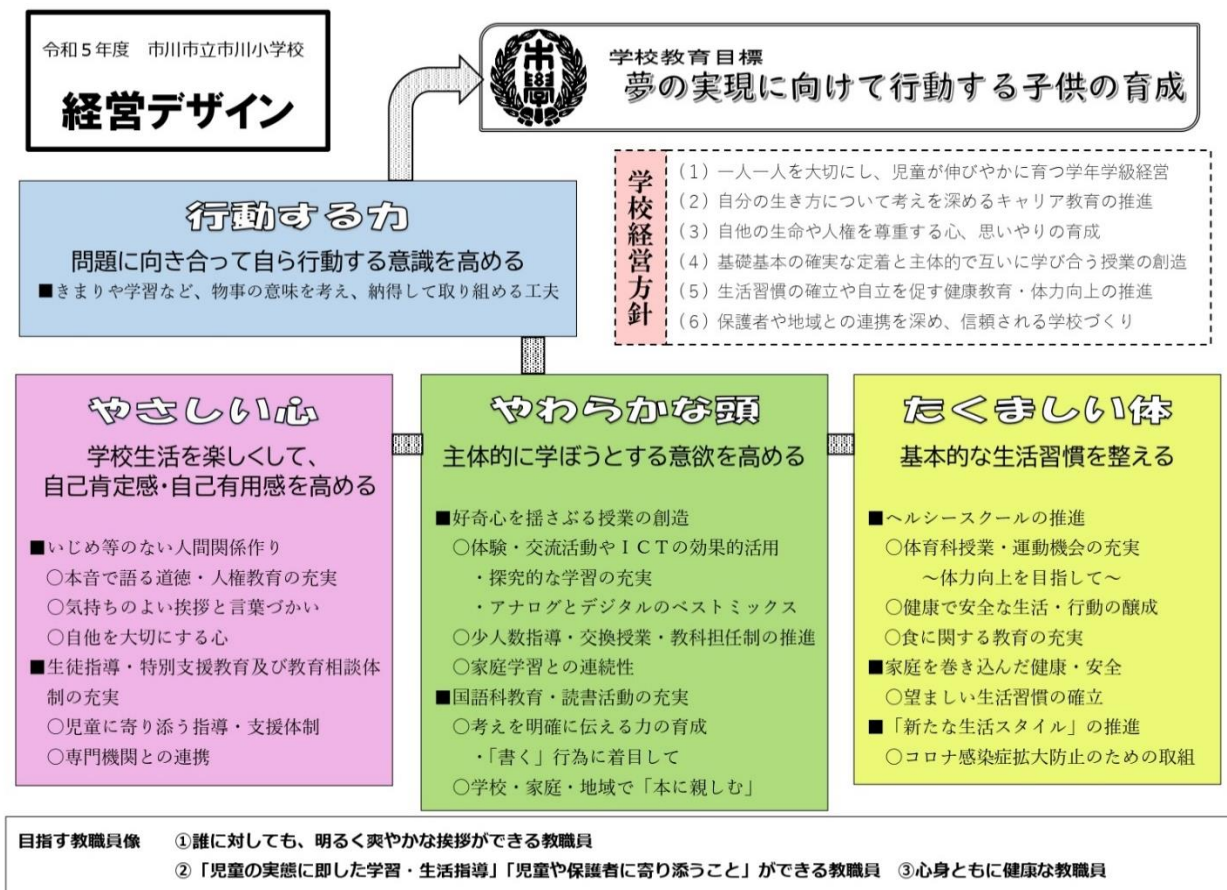 令和5年度　市川市立市川小学校
経営デザイン
市學
学校教育目標
夢の実現に向けて行動する子供の育成
学校経営方針
（1）一人一人を大切にし、児童が伸びやかに育つ学年学級経営
（2）自分の生き方について考えを深めるキャリア教育の推進
（3）自他の生命や人権を尊重する心、思いやりの育成
（4）基礎基本の確実な定着と主体的で互いに学び合う授業の創造
（5）生活習慣の確立や自立を促す健康教育・体力向上の推進
（6）保護者や地域との連携を深め、信頼される学校づくり
行動する力
問題に向き合って自ら行動する意識を高める
■きまりや学習など、物事の意味を考え、納得して取り組める工夫
やさしい心
学校生活を楽しくして、
自己肯定感・自己有用感を高める
■いじめ等のない人間関係作り
○本音で語る道徳・人権教育の充実
○気持ちのよい挨拶と言葉づかい
○自他を大切にする心
■生徒指導・特別支援教育及び教育相談体
制の充実
○児童に寄り添う指導・支援体制
○専門機関との連携
やわらかな頭
主体的に学ぼうとする意欲を高める
■好奇心を揺さぶる授業の創造
○体験・交流活動やＩＣＴの効果的活用
・探究的な学習の充実
・アナログとデジタルのベストミックス
○少人数指導・交換授業・教科担任制の推進
○家庭学習との連続性
■国語科教育・読書活動の充実
○考えを明確に伝える力の育成
・「書く」行為に着目して
○学校・家庭・地域で「本に親しむ」
たくましい体
基本的な生活習慣を整える
■ヘルシースクールの推進
○体育科授業・運動機会の充実
～体力向上を目指して～
○健康で安全な生活・行動の醸成
○食に関する教育の充実
■家庭を巻き込んだ健康・安全
○望ましい生活習慣の確立
■「新たな生活スタイル」の推進
○コロナ感染症拡大防止のための取組
目指す教職員像　①誰に対しても、明るく爽やかな挨拶ができる教職員
②「児童の実態に即した学習・生活指導」「児童や保護者に寄り添うこと」ができる教職員　③心身ともに健康な教職員